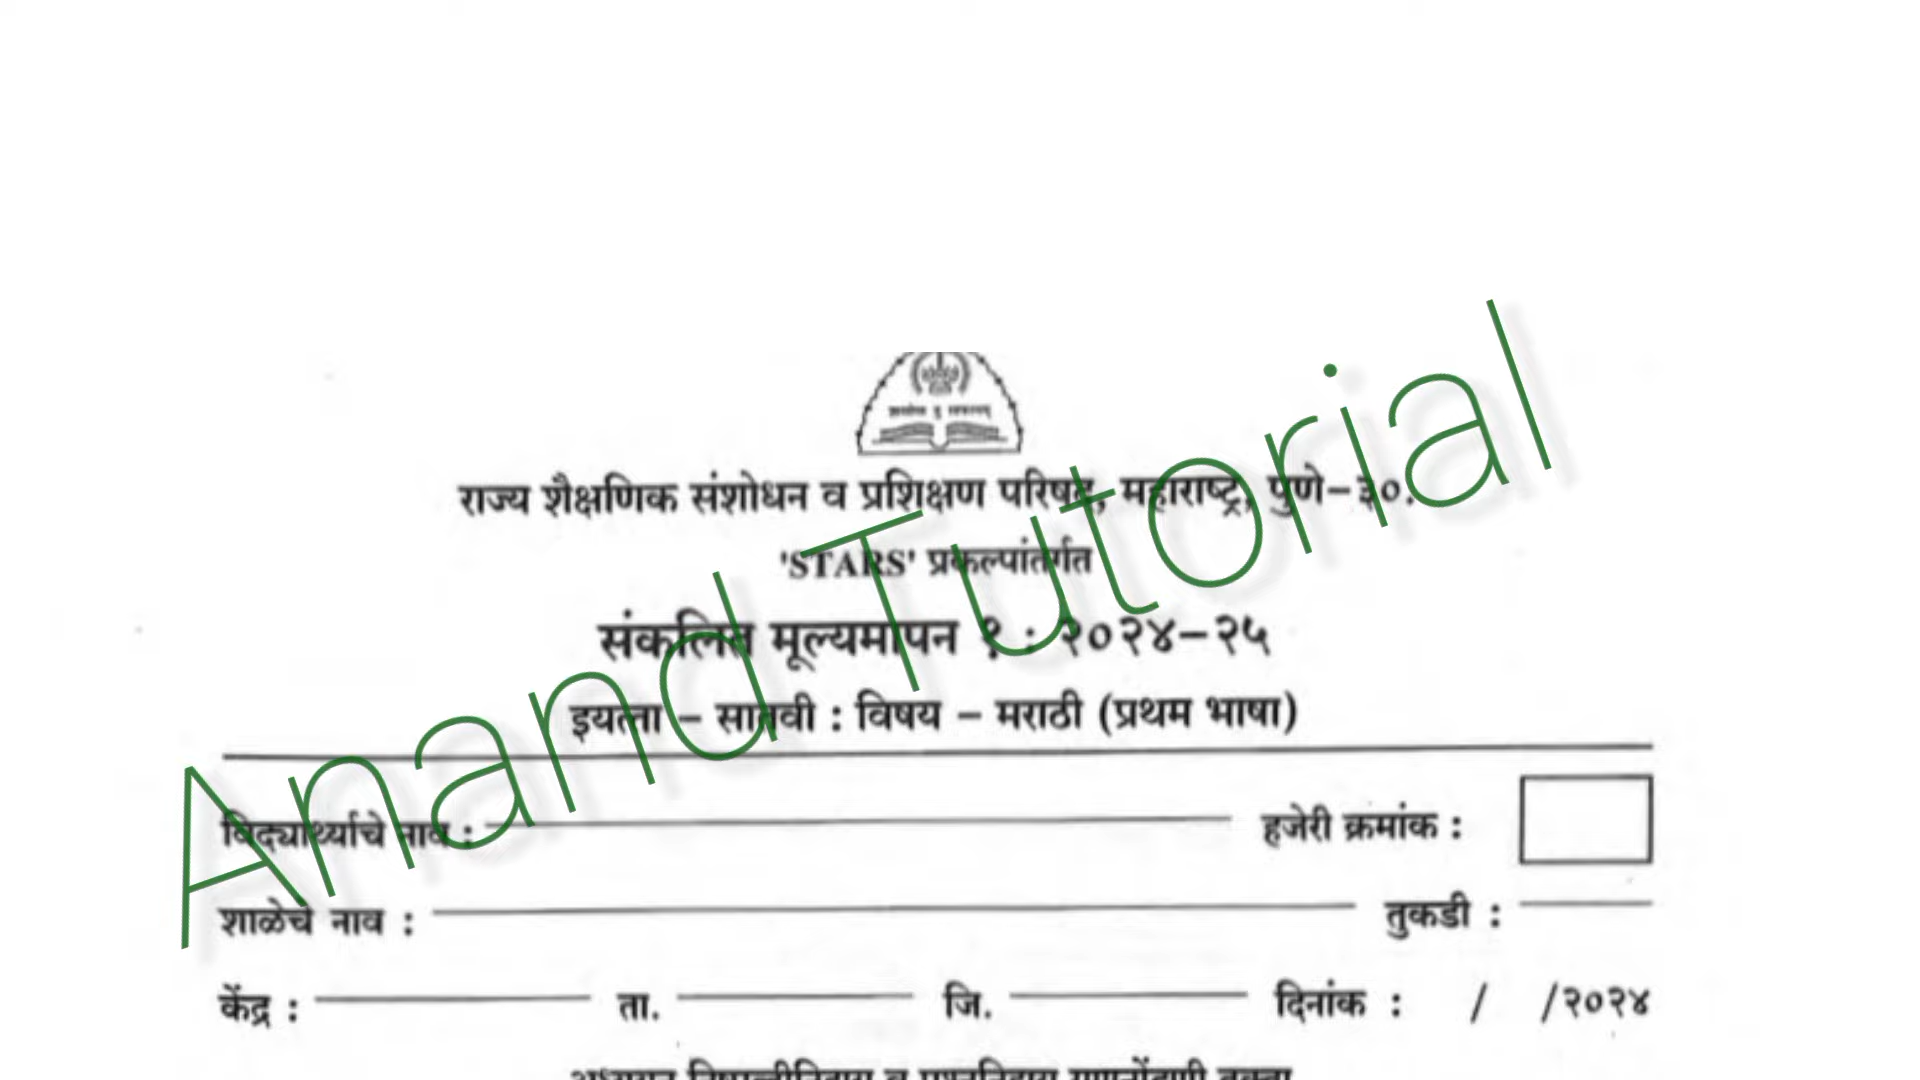 राज्य शैक्षणिक संशोधन व प्रशिक्षण परिषद, महाराष्ट्र, पुणे–३०.
'STARS' प्रकल्पांतर्गत
संकलित मूल्यमापन १ : २०२४–२५
इयत्ता – सातवी : विषय – मराठी (प्रथम भाषा)
विद्यार्थ्याचे नाव : हजेरी क्रमांक :
शाळेचे नाव : तुकडी :
केंद्र : ता. जि. दिनांक : / /२०२४
Anand Tutorial